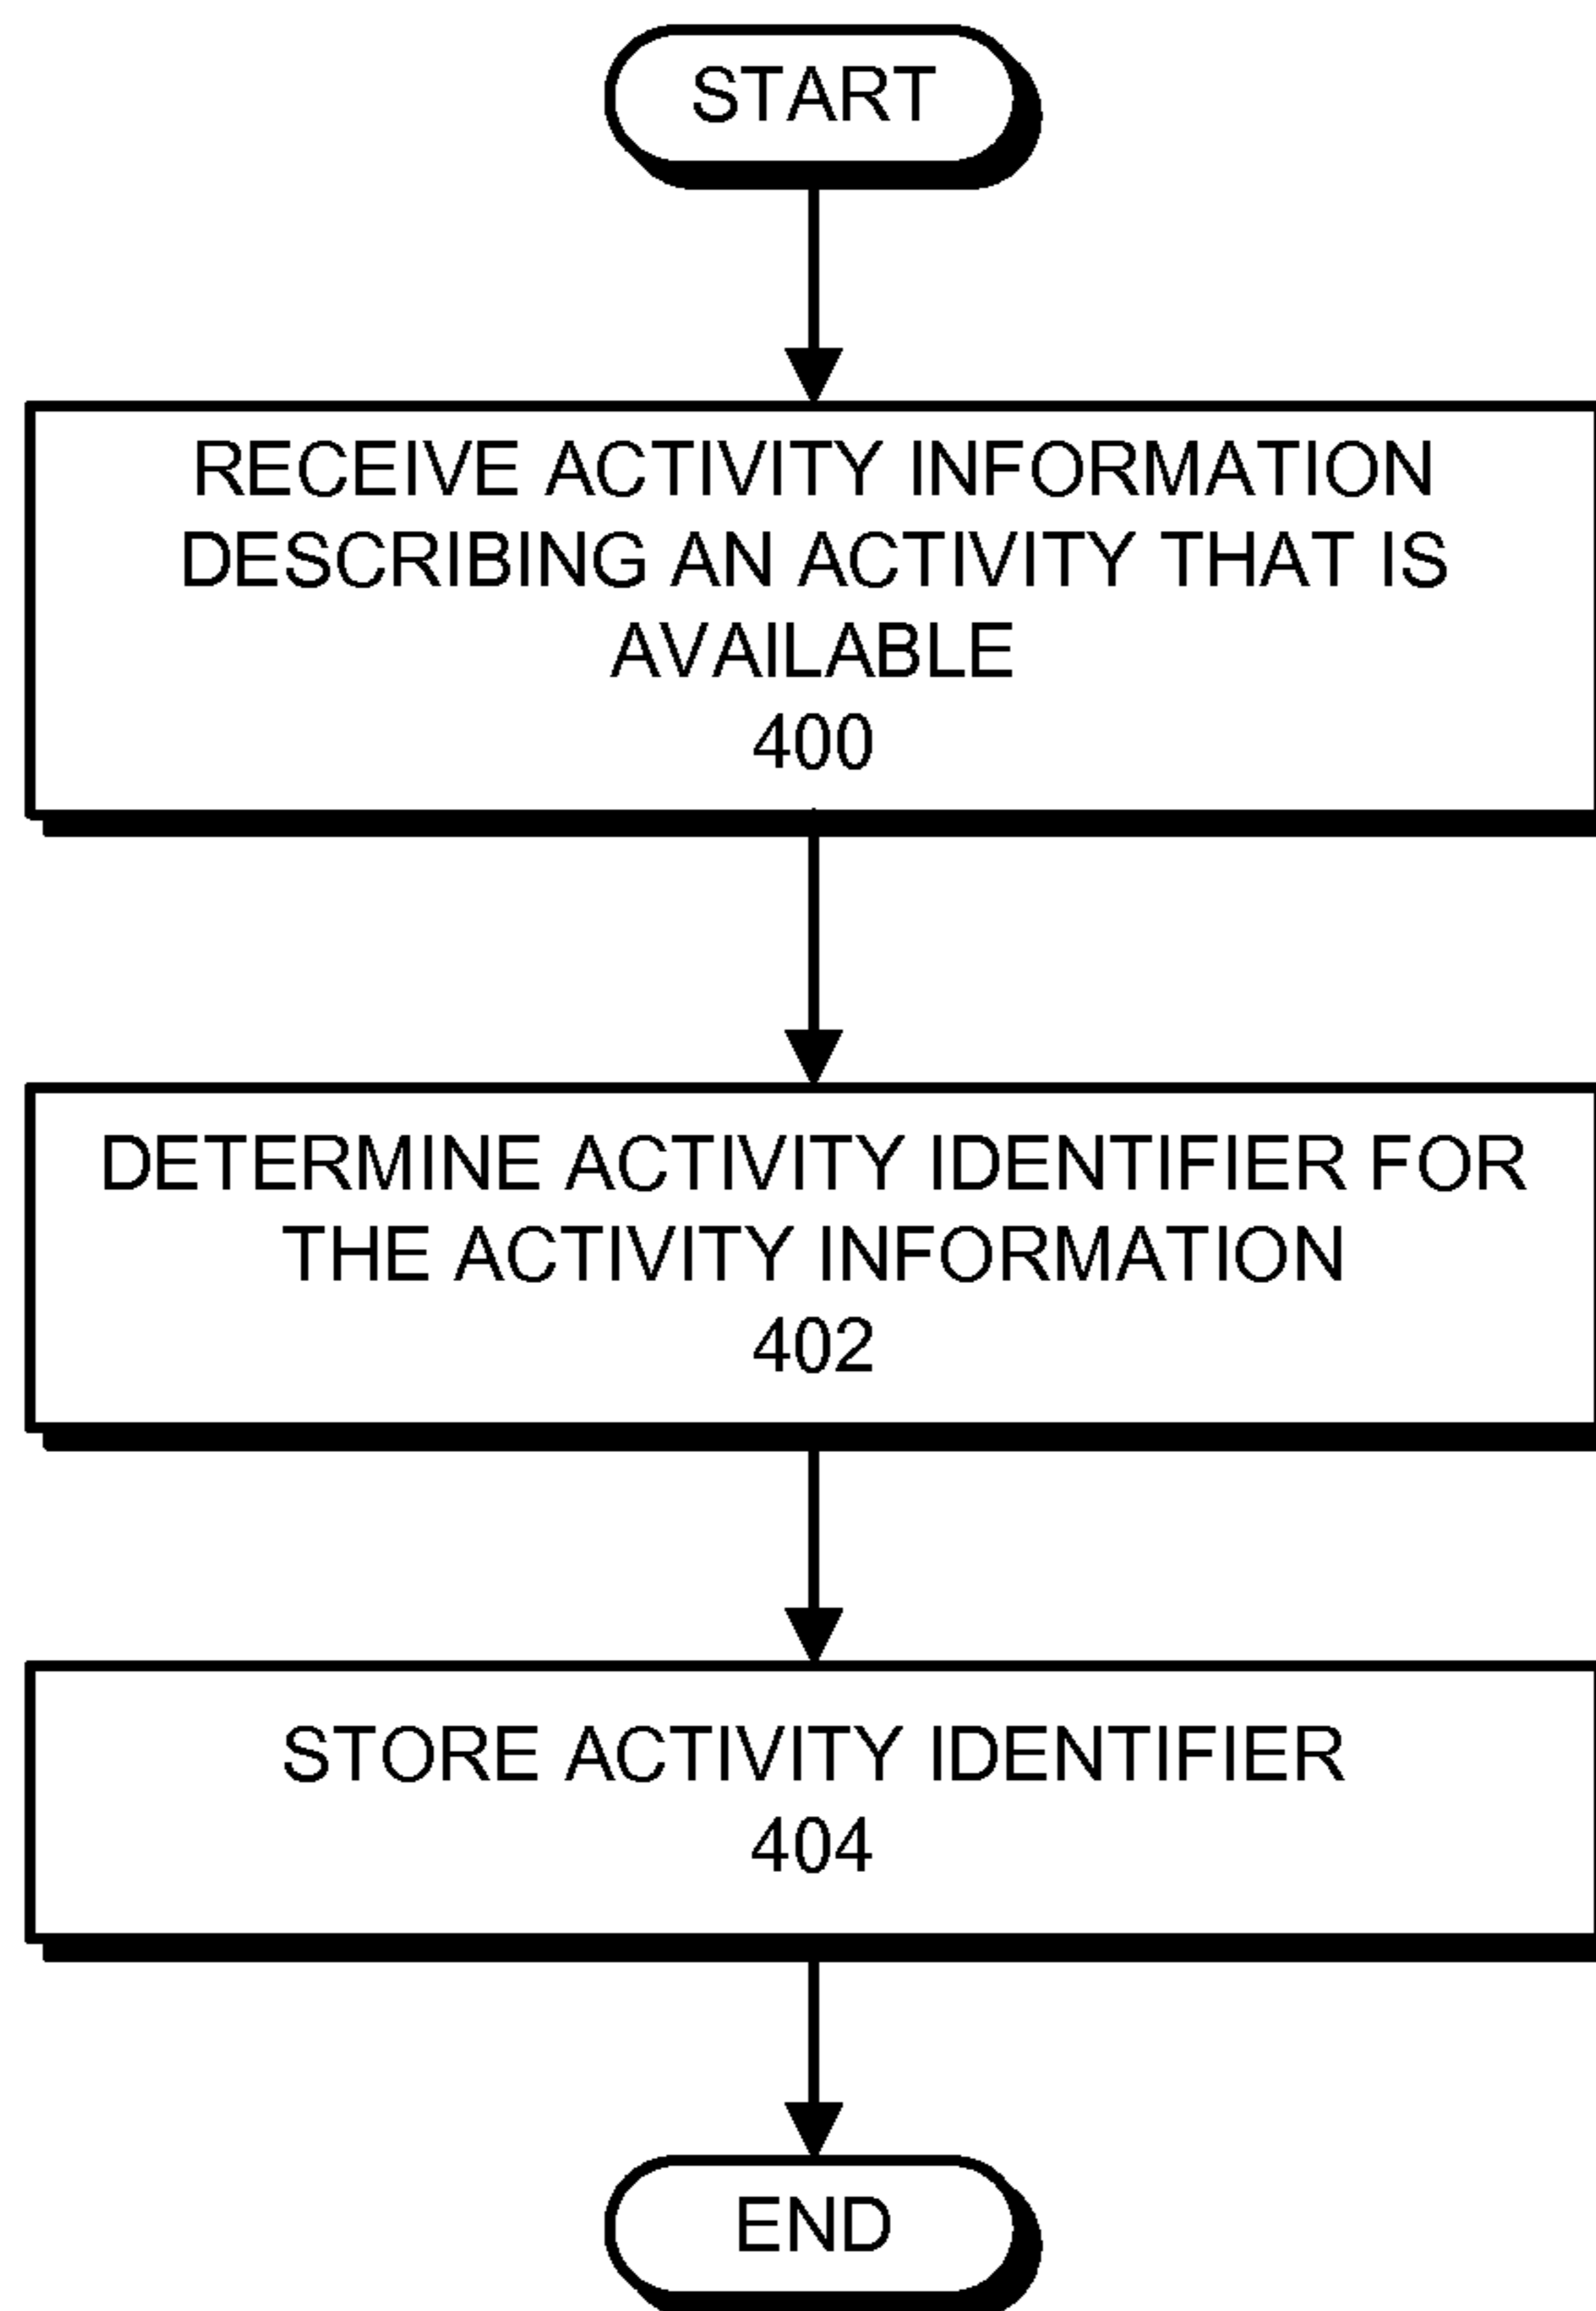 START
RECEIVE ACTIVITY INFORMATION
DESCRIBING AN ACTIVITY THAT IS
AVAILABLE
400
DETERMINE ACTIVITY IDENTIFIER FOR
THE ACTIVITY INFORMATION
402
STORE ACTIVITY IDENTIFIER
404
END